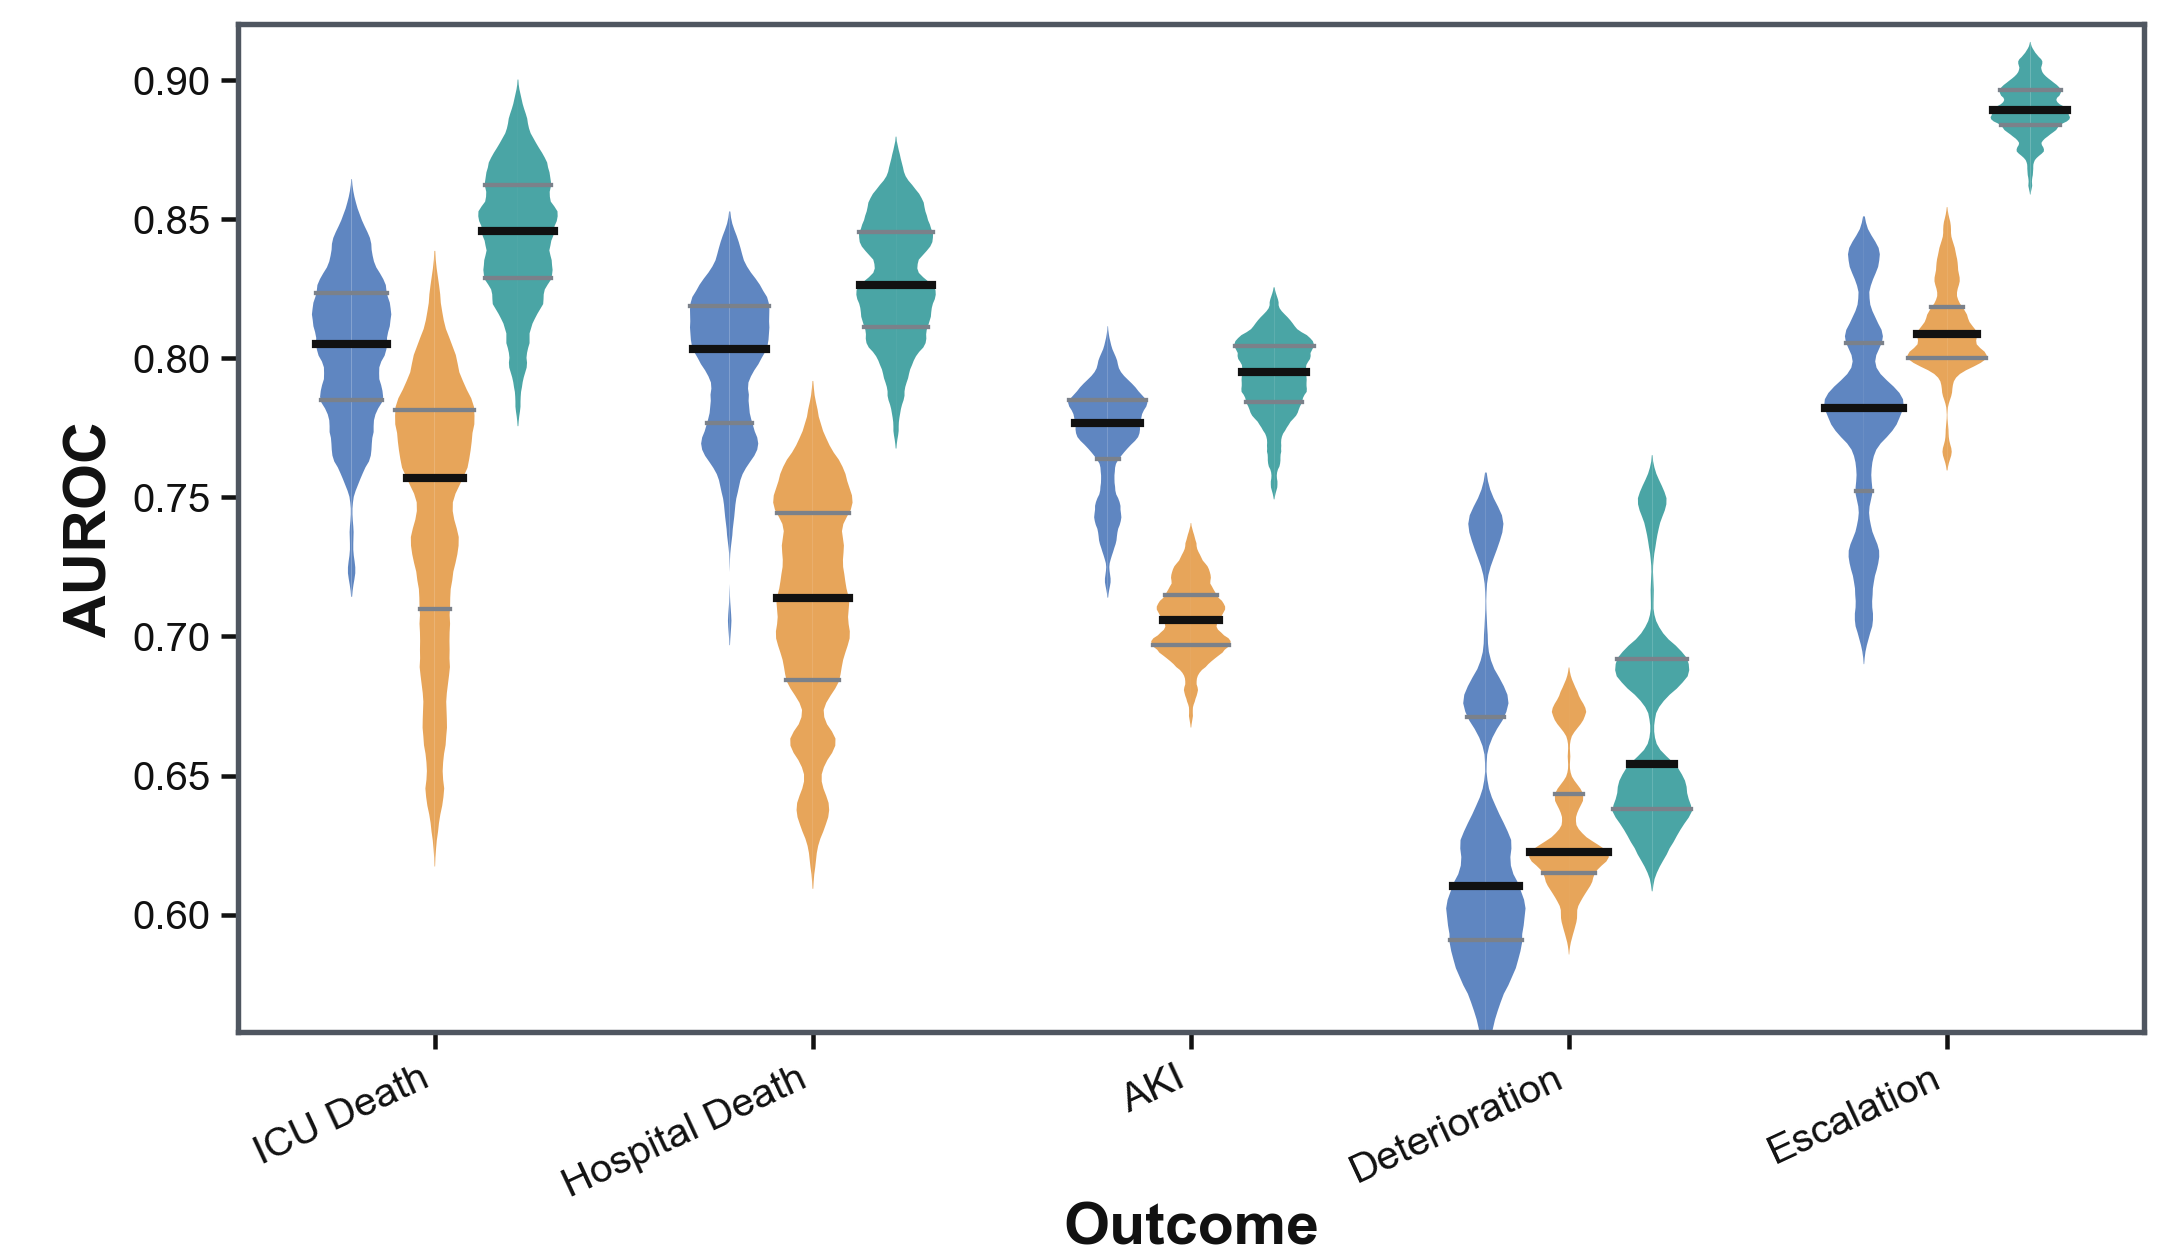 0.90
0.85
0.80
0.75
0.70
0.65
0.60
AUROC
ICU Death
Hospital Death
AKI
Deterioration
Escalation
Outcome